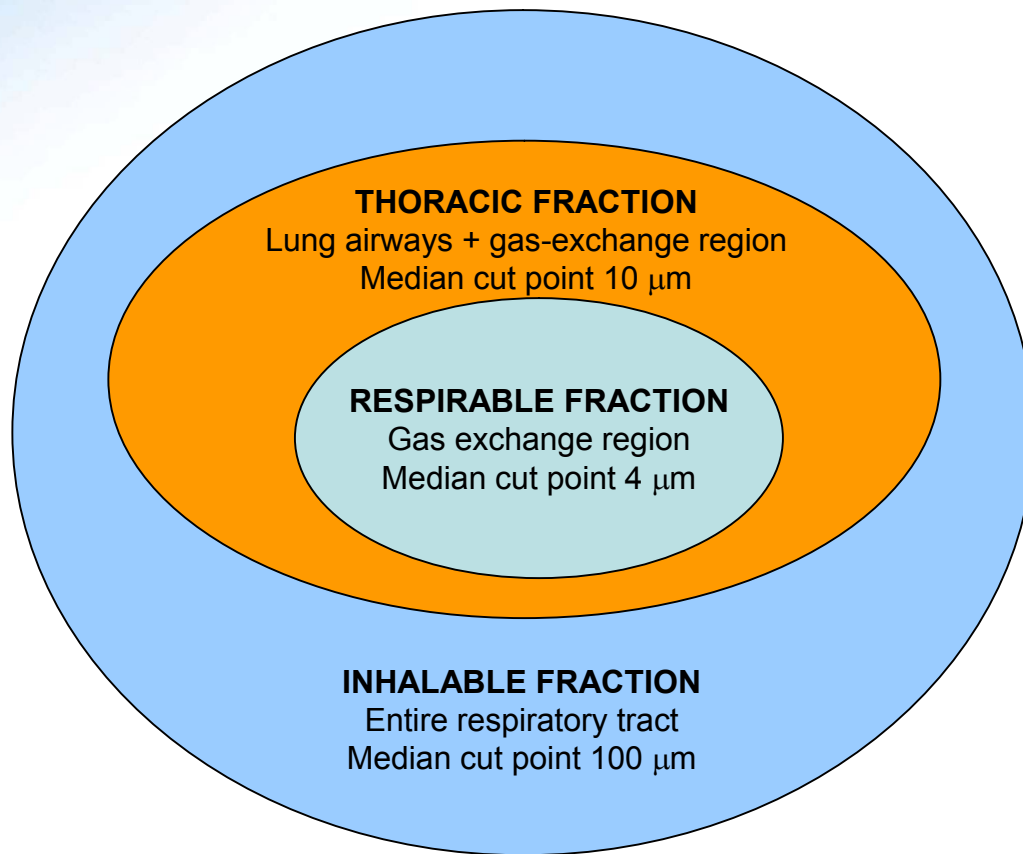 THORACIC FRACTION
Lung airways + gas-exchange region
Median cut point 10 μm
RESPIRABLE FRACTION
Gas exchange region
Median cut point 4 μm
INHALABLE FRACTION
Entire respiratory tract
Median cut point 100 μm